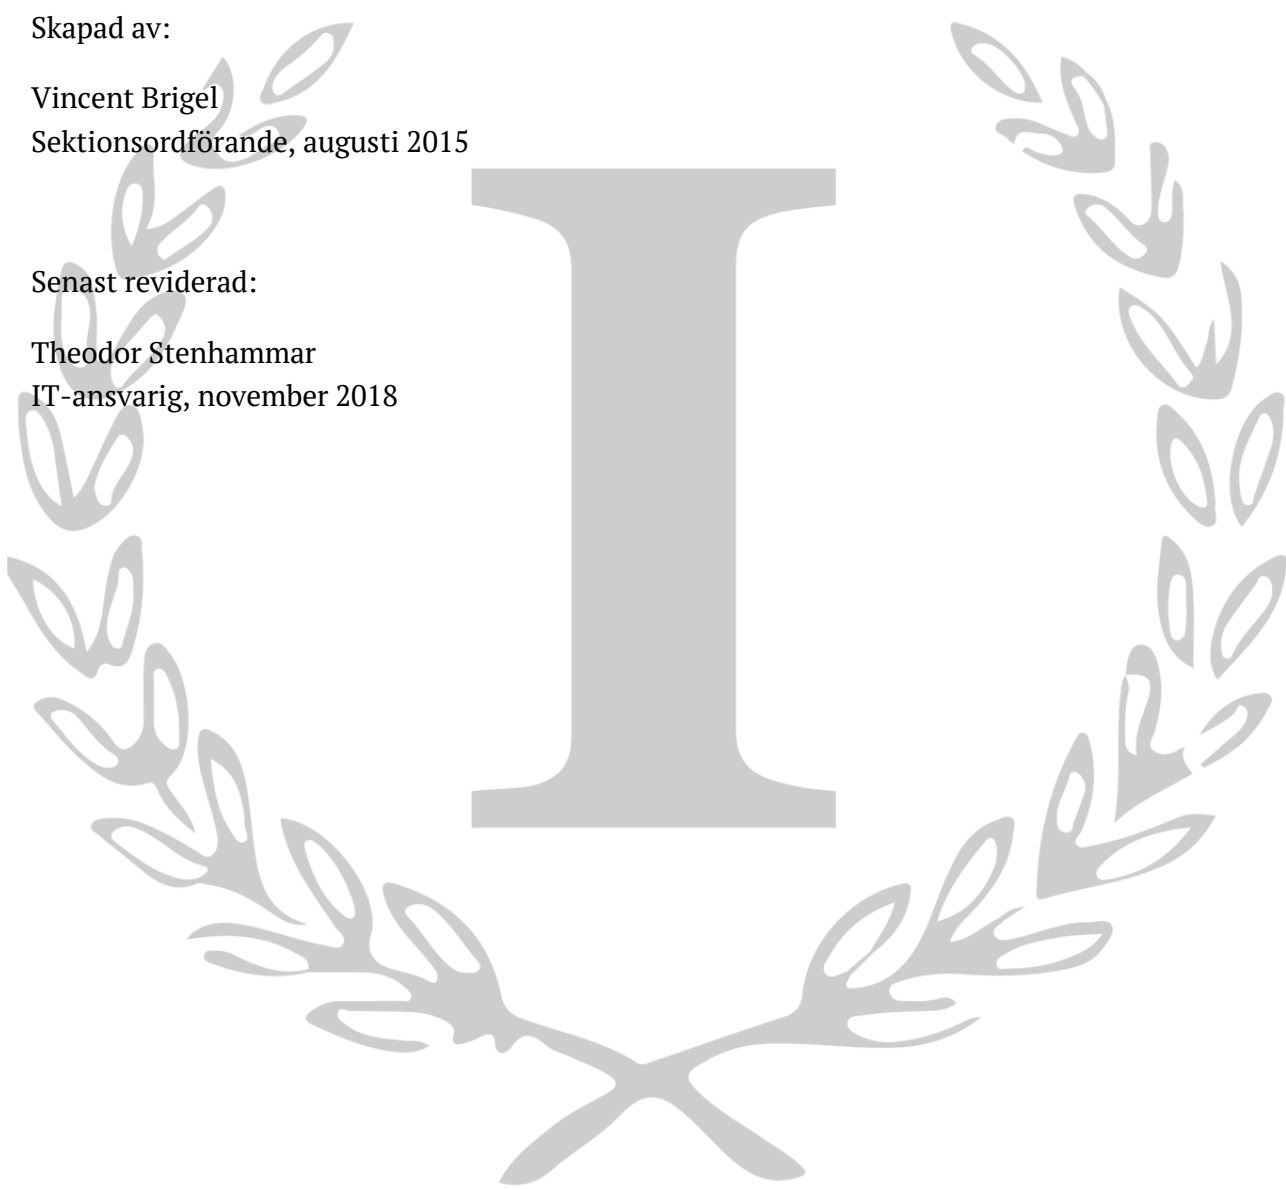 Skapad av:
Vincent Brigel
Sektionsordförande, augusti 2015
Senast reviderad:
Theodor Stenhammar
IT-ansvarig, november 2018
I